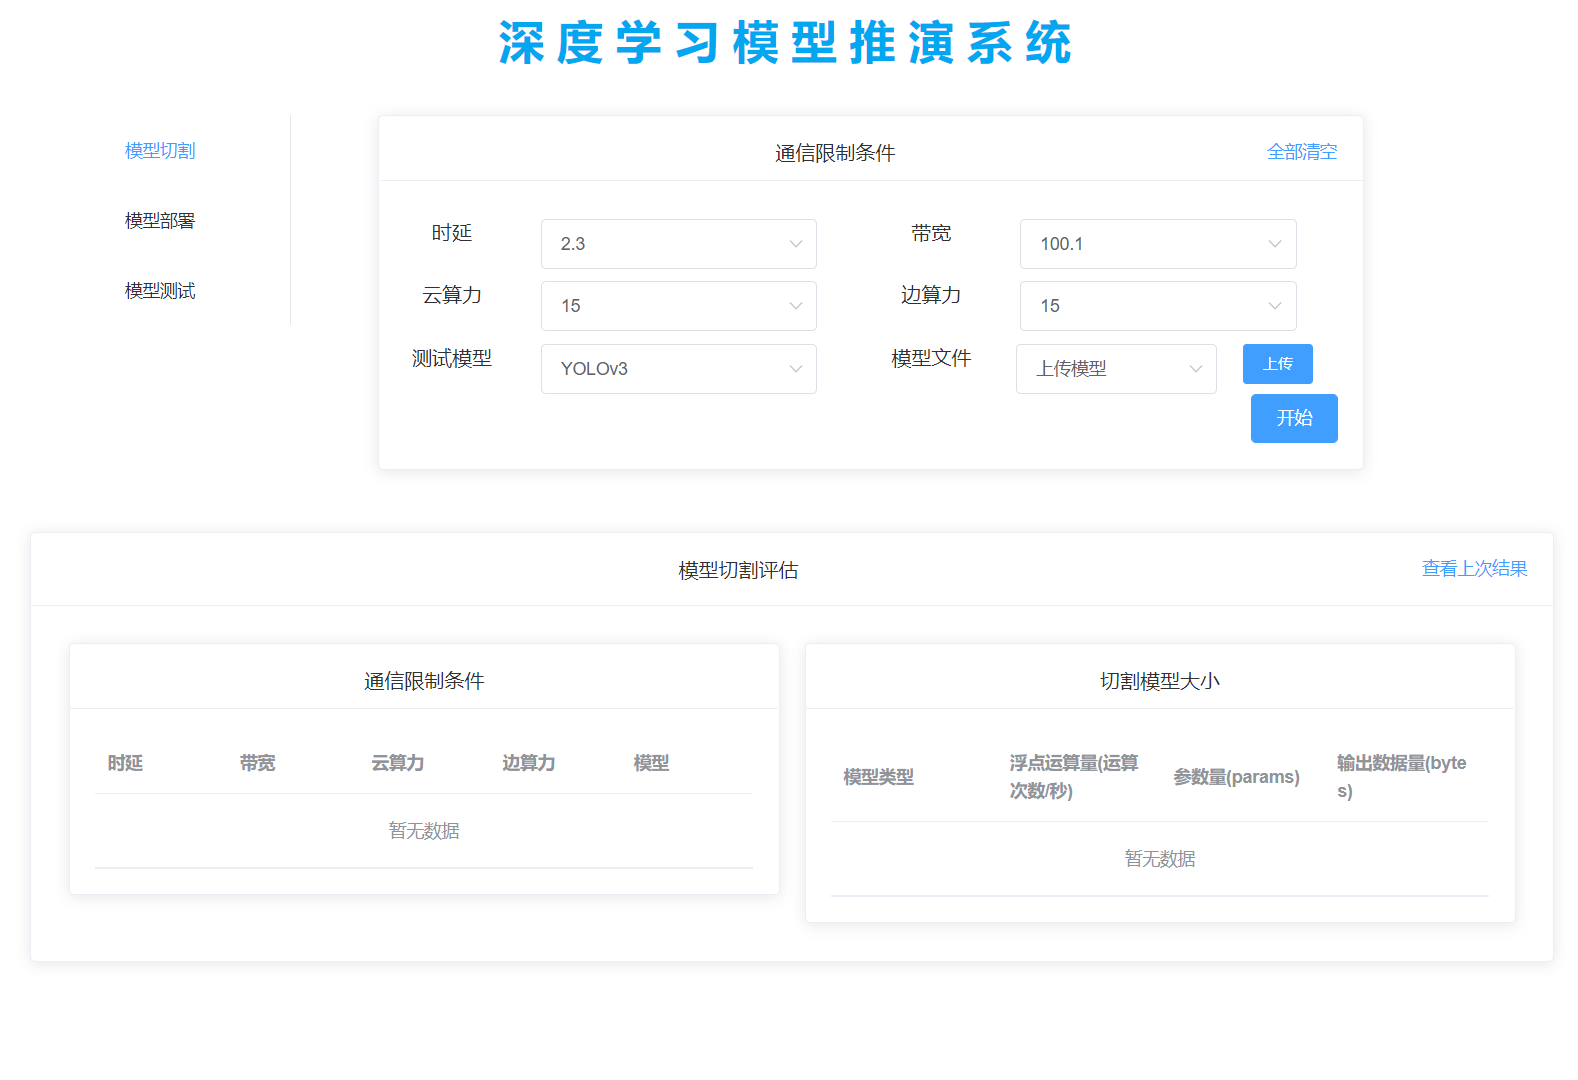 深度学习模型推演系统
模型切割
模型部署
模型测试
通信限制条件 全部清空
时延 2.3 带宽 100.1
云算力 15 边算力 15
测试模型 YOLOv3 模型文件 上传模型 上传
开始
模型切割评估 查看上次结果
通信限制条件
时延 带宽 云算力 边算力 模型
暂无数据
切割模型大小
模型类型 浮点运算量(运算 参数量(params) 输出数据量(byte
次数/秒) s)
暂无数据